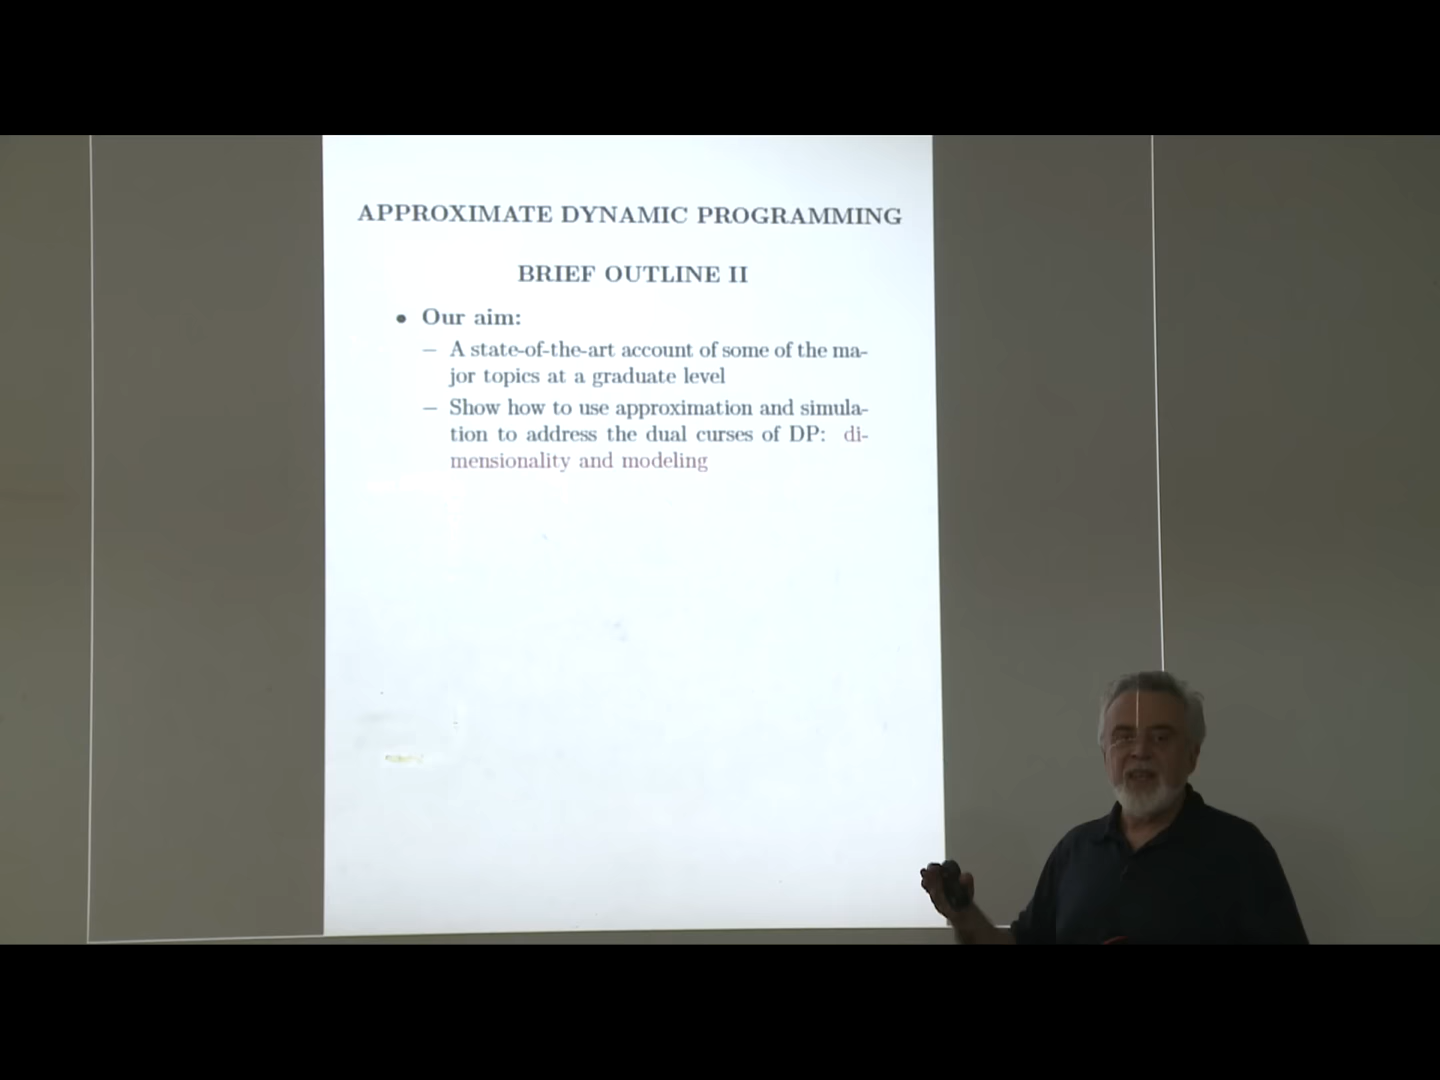 APPROXIMATE DYNAMIC PROGRAMMING
BRIEF OUTLINE II
• Our aim:
– A state-of-the-art account of some of the ma-
jor topics at a graduate level
– Show how to use approximation and simula-
tion to address the dual curses of DP: di-
mensionality and modeling